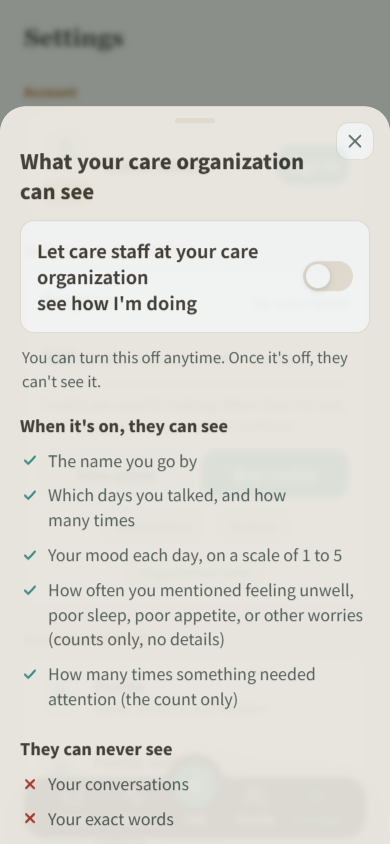 Settings
Account
What your care organization
can see
Let care staff at your care
organization
see how I'm doing
You can turn this off anytime. Once it's off, they
can't see it.
When it's on, they can see
The name you go by
Which days you talked, and how
many times
Your mood each day, on a scale of 1 to 5
How often you mentioned feeling unwell,
poor sleep, poor appetite, or other worries
(counts only, no details)
How many times something needed
attention (the count only)
They can never see
Your conversations
Your exact words